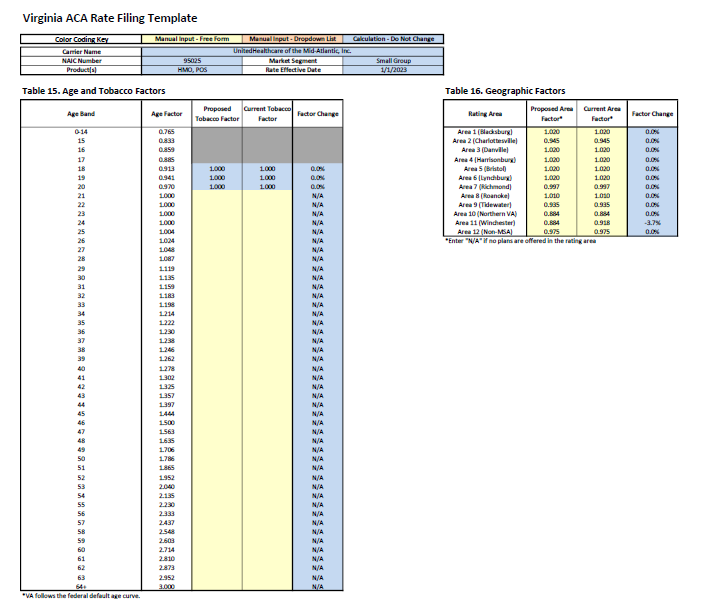 Virginia ACA Rate Filing Template
Color Coding Key Manual Input - Free Form Manual Input - Dropdown List Calculation - Do Not Change
Carrier Name UnitedHealthcare of the Mid-Atlantic, Inc.
NAIC Number 95025 Market Segment Small Group
Product(s) HMO, POS Rate Effective Date 1/1/2023
Table 15. Age and Tobacco Factors
Age Band Age Factor Proposed Tobacco Factor Current Tobacco Factor Factor Change
0-14 0.765
15 0.833
16 0.859
17 0.885
18 0.913 1.000 1.000 0.0%
19 0.941 1.000 1.000 0.0%
20 0.970 1.000 1.000 0.0%
21 1.000 N/A
22 1.000 N/A
23 1.000 N/A
24 1.000 N/A
25 1.004 N/A
26 1.024 N/A
27 1.048 N/A
28 1.087 N/A
29 1.119 N/A
30 1.135 N/A
31 1.159 N/A
32 1.183 N/A
33 1.198 N/A
34 1.214 N/A
35 1.222 N/A
36 1.230 N/A
37 1.238 N/A
38 1.246 N/A
39 1.262 N/A
40 1.278 N/A
41 1.302 N/A
42 1.325 N/A
43 1.357 N/A
44 1.397 N/A
45 1.444 N/A
46 1.500 N/A
47 1.563 N/A
48 1.635 N/A
49 1.706 N/A
50 1.786 N/A
51 1.865 N/A
52 1.952 N/A
53 2.040 N/A
54 2.135 N/A
55 2.230 N/A
56 2.333 N/A
57 2.437 N/A
58 2.548 N/A
59 2.603 N/A
60 2.714 N/A
61 2.810 N/A
62 2.873 N/A
63 2.952 N/A
64+ 3.000 N/A
*VA follows the federal default age curve.
Table 16. Geographic Factors
Rating Area Proposed Area Factor* Current Area Factor* Factor Change
Area 1 (Blacksburg) 1.020 1.020 0.0%
Area 2 (Charlottesville) 0.945 0.945 0.0%
Area 3 (Danville) 1.020 1.020 0.0%
Area 4 (Harrisonburg) 1.020 1.020 0.0%
Area 5 (Bristol) 1.020 1.020 0.0%
Area 6 (Lynchburg) 1.020 1.020 0.0%
Area 7 (Richmond) 0.997 0.997 0.0%
Area 8 (Roanoke) 1.010 1.010 0.0%
Area 9 (Tidewater) 0.935 0.935 0.0%
Area 10 (Northern VA) 0.884 0.884 0.0%
Area 11 (Winchester) 0.884 0.918 -3.7%
Area 12 (Non-MSA) 0.975 0.975 0.0%
*Enter "N/A" if no plans are offered in the rating area